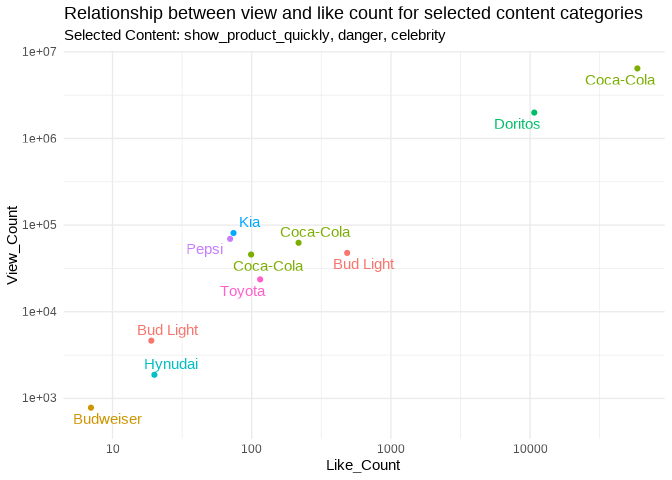 Relationship between view and like count for selected content categories
Selected Content: show_product_quickly, danger, celebrity
1e+07
Coca-Cola
Doritos
1e+06
Kia
1e+05
Coca-Cola
Pepsi
Coca-Cola
Bud Light
View_Count
Toyota
1e+04
Bud Light
Hynudai
1e+03
Budweiser
10
100
1000
10000
Like_Count